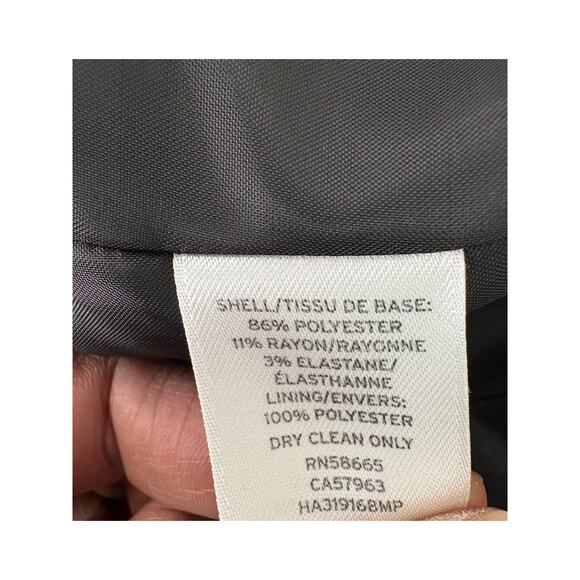 SHELL/TISSU DE BASE:
86% POLYESTER
11% RAYON/RAYONNE
3% ELASTANE/
ÉLASTHANNE
LINING/ENVERS:
100% POLYESTER
DRY CLEAN ONLY
RN58665
CA57963
HA319168MP